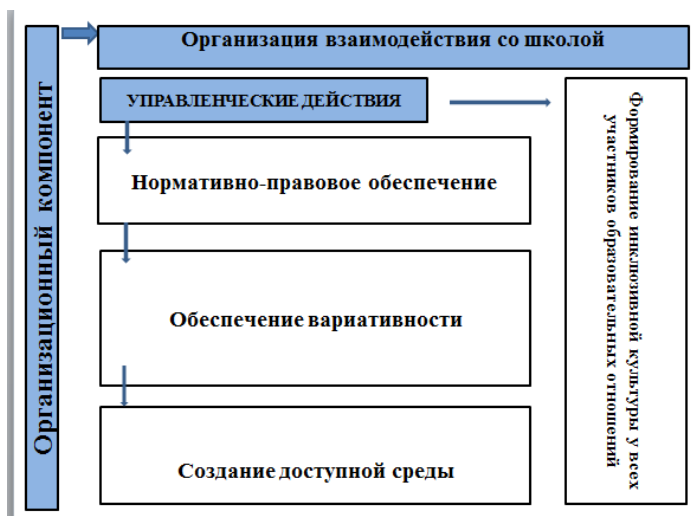 Организационный компонент
Организация взаимодействия со школой
УПРАВЛЕНЧЕСКИЕ ДЕЙСТВИЯ
Нормативно-правовое обеспечение
Обеспечение вариативности
Создание доступной среды
Формирование инклюзивной культуры у всех
участников образовательных отношений